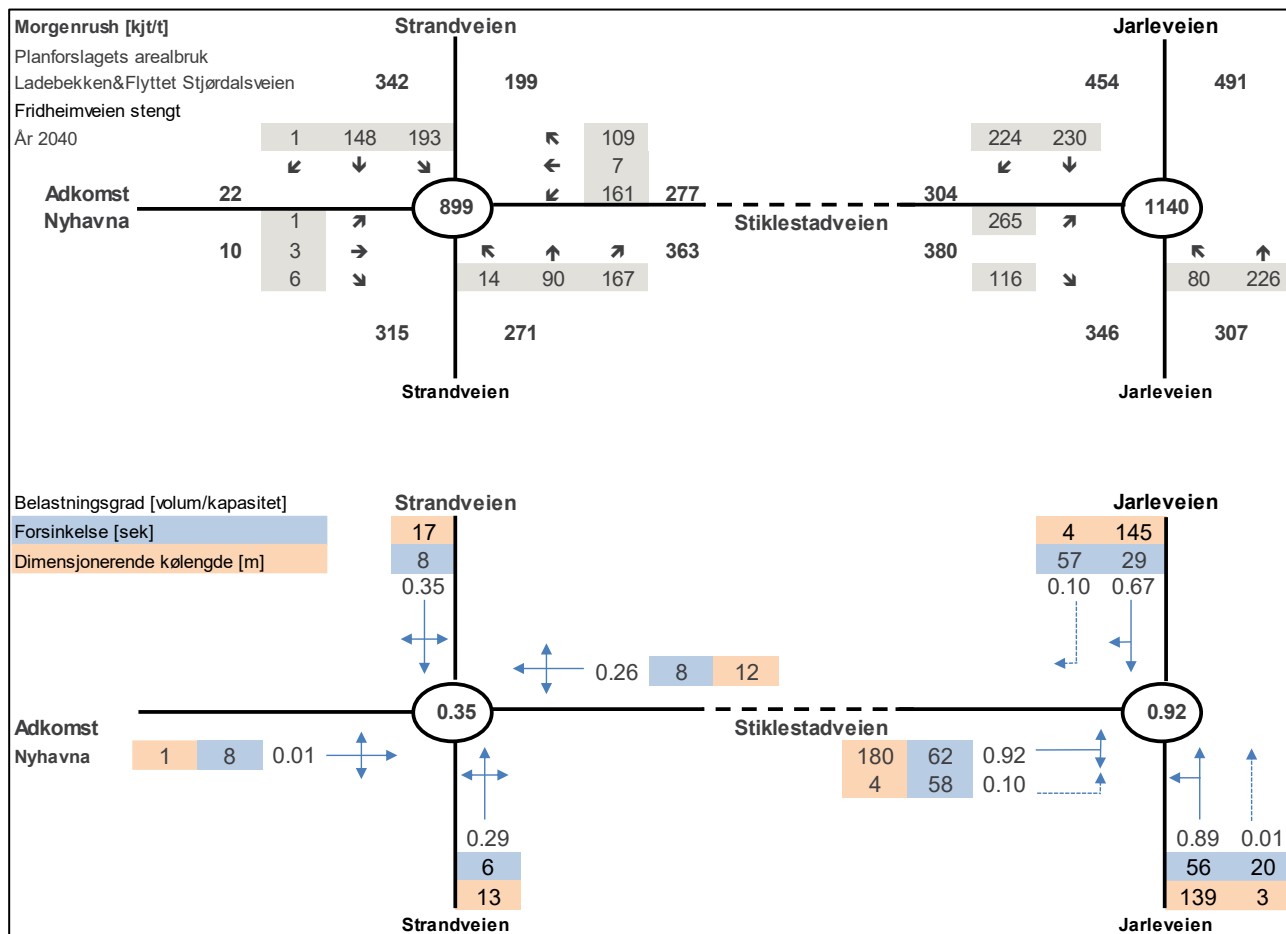 Morgenrush [kjt/t] Strandveien Jarleveien
Planforslagets arealbruk
Ladebekken&Flyttet Stjørdalsveien 342 199 454 491
Fridheimveien stengt
År 2040 1 148 193 109 224 230
7
Adkomst 22 161 277 304
Nyhavna 899 Stiklestadveien 1140
1 265
10 3 363 380
6 14 90 167 116 80 226
315 271 346 307
Strandveien Jarleveien
Belastningsgrad [volum/kapasitet] Strandveien Jarleveien
Forsinkelse [sek] 17 4 145
Dimensjonerende kølengde [m] 8 57 29
0.35 0.10 0.67
0.26 8 12
0.35 0.92
Adkomst Stiklestadveien
Nyhavna 1 8 0.01 180 62 0.92
4 58 0.10
0.29 0.89 0.01
6 56 20
13 139 3
Strandveien Jarleveien